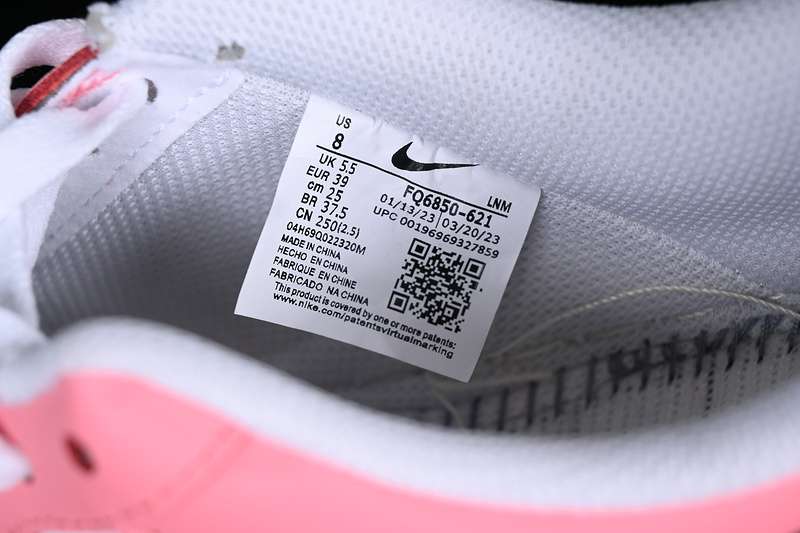 US
8
UK 5.5
EUR 39
cm 25
BR 37.5
CN 250(2.5)
LNM
FQ6850-621
01/13/23 03/20/23
UPC 00196969327859
04H69Q022320M
MADE IN CHINA
HECHO EN CHINA
FABRIQUE EN CHINE
FABRICADO NA CHINA
This product is covered by one or more patents:
www.nike.com/patentsvirtualmarking